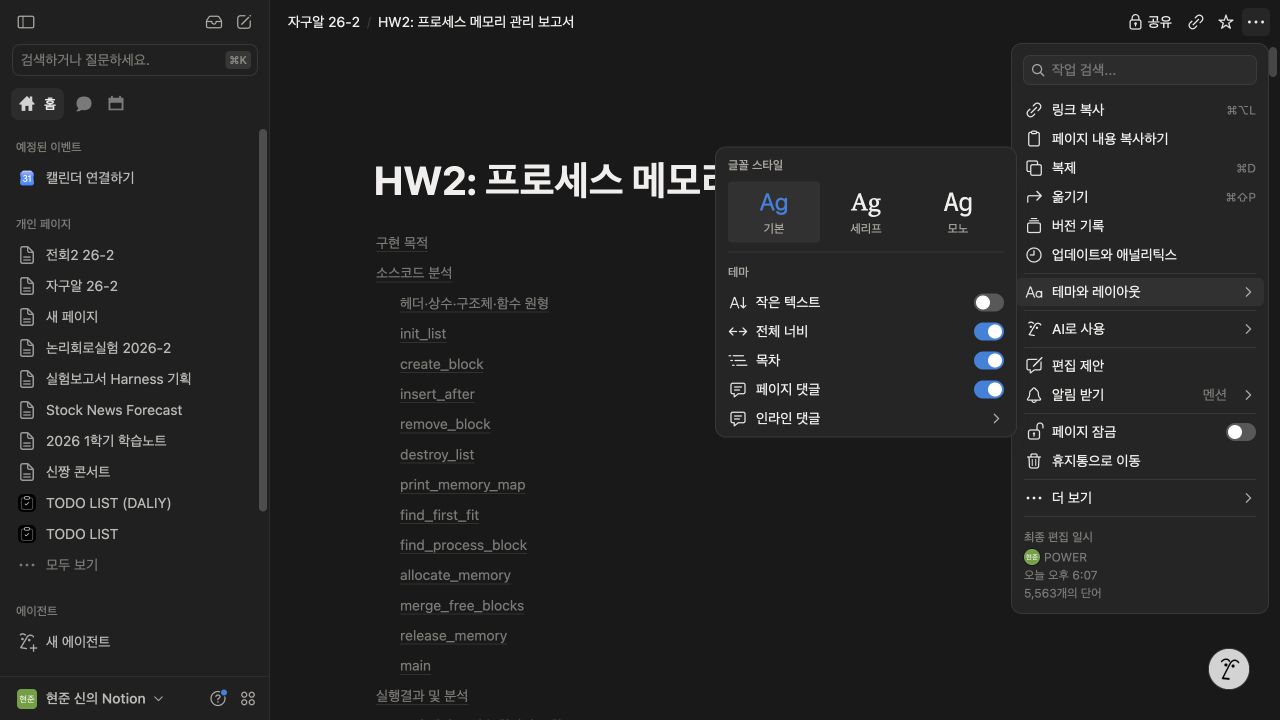 자구알 26-2 / HW2: 프로세스 메모리 관리 보고서
공유
검색하거나 질문하세요.
⌘K
홈
예정된 이벤트
31
캘린더 연결하기
개인 페이지
전회2 26-2
자구알 26-2
새 페이지
논리회로실험 2026-2
실험보고서 Harness 기획
Stock News Forecast
2026 1학기 학습노트
신짱 콘서트
TODO LIST (DALIY)
TODO LIST
모두 보기
에이전트
새 에이전트
현준
현준 신의 Notion
HW2: 프로세스 메모리
구현 목적
소스코드 분석
헤더·상수·구조체·함수 원형
init_list
create_block
insert_after
remove_block
destroy_list
print_memory_map
find_first_fit
find_process_block
allocate_memory
merge_free_blocks
release_memory
main
실행결과 및 분석
글꼴 스타일
Ag Ag Ag
기본 세리프 모노
테마
작은 텍스트
전체 너비
목차
페이지 댓글
인라인 댓글
작업 검색...
링크 복사 ⌘⌥L
페이지 내용 복사하기
복제 ⌘D
옮기기 ⌘⇧P
버전 기록
업데이트와 애널리틱스
Aa 테마와 레이아웃
AI로 사용
편집 제안
알림 받기 멘션
페이지 잠금
휴지통으로 이동
더 보기
최종 편집 일시
현준 POWER
오늘 오후 6:07
5,563개의 단어